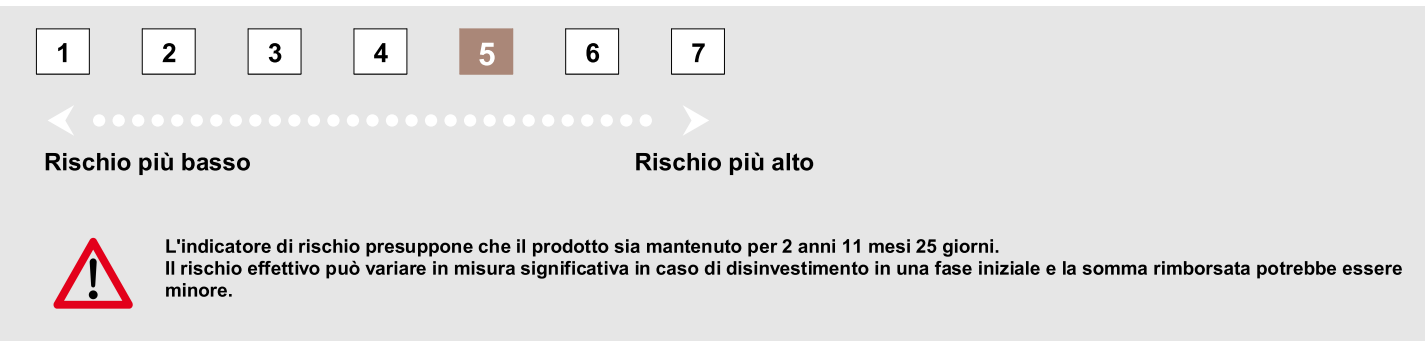 1 2 3 4 5 6 7
Rischio più basso Rischio più alto
L'indicatore di rischio presuppone che il prodotto sia mantenuto per 2 anni 11 mesi 25 giorni.
Il rischio effettivo può variare in misura significativa in caso di disinvestimento in una fase iniziale e la somma rimborsata potrebbe essere
minore.